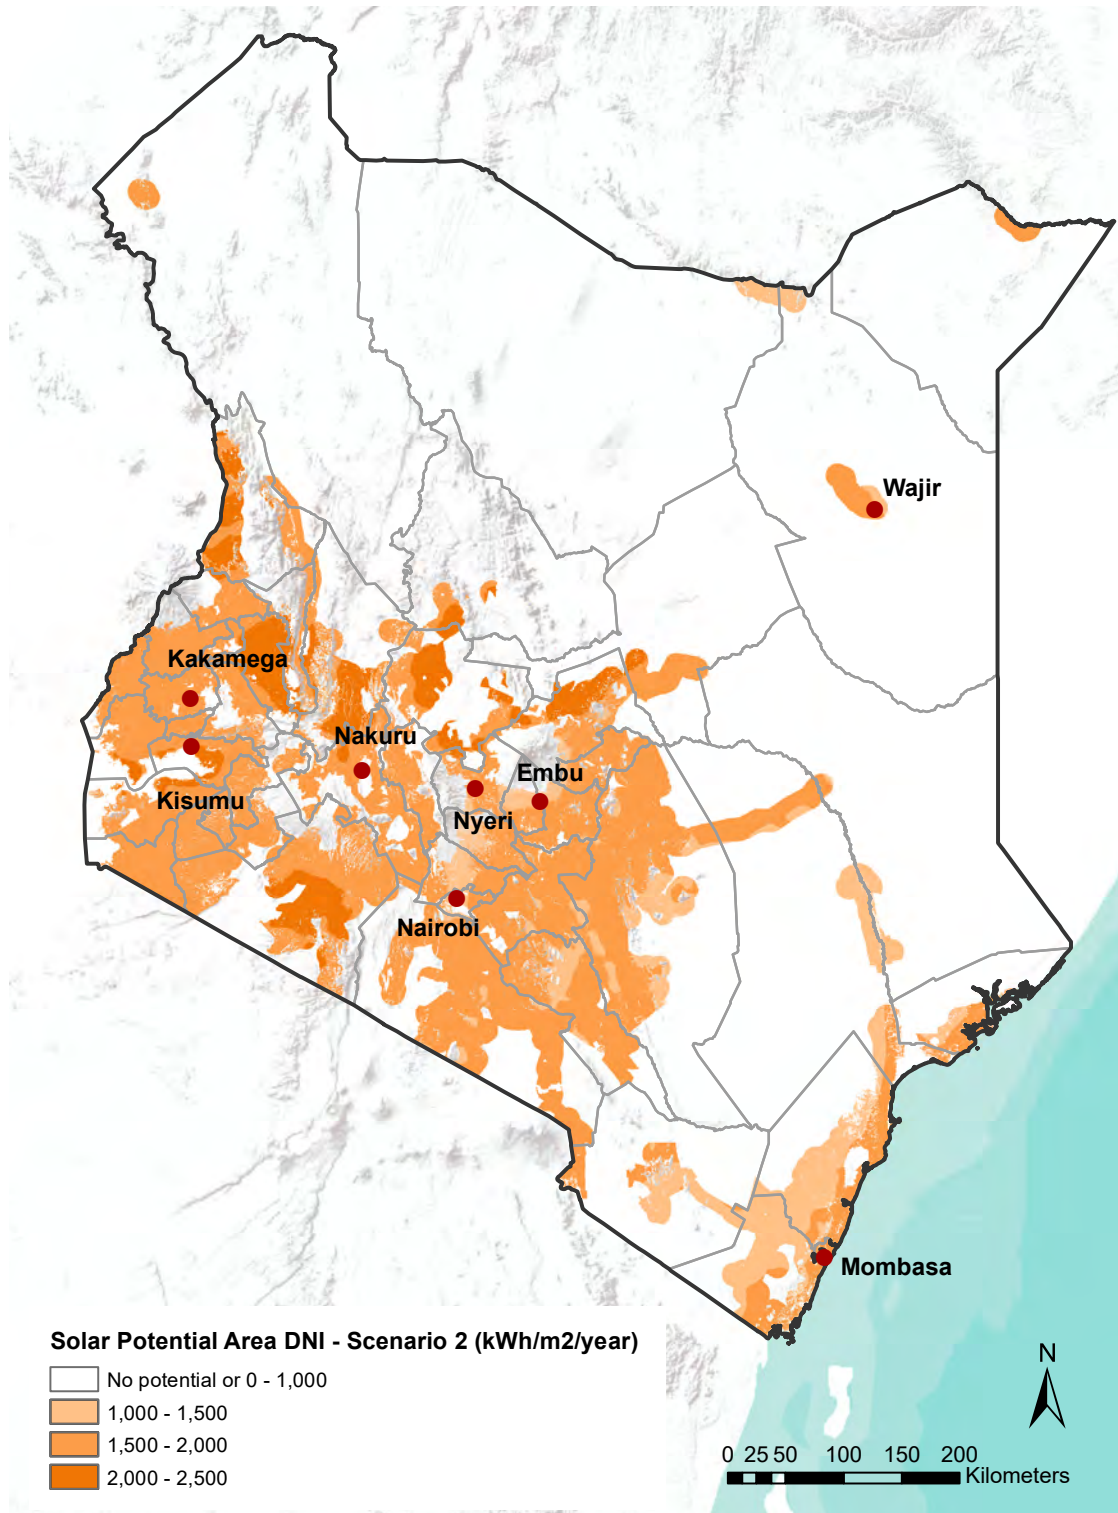 Wajir
Kakamega
Nakuru
Embu
Kisumu
Nyeri
Nairobi
Mombasa
Solar Potential Area DNI - Scenario 2 (kWh/m2/year)
No potential or 0 - 1,000
1,000 - 1,500
1,500 - 2,000
2,000 - 2,500
N
0 25 50 100 150 200
Kilometers